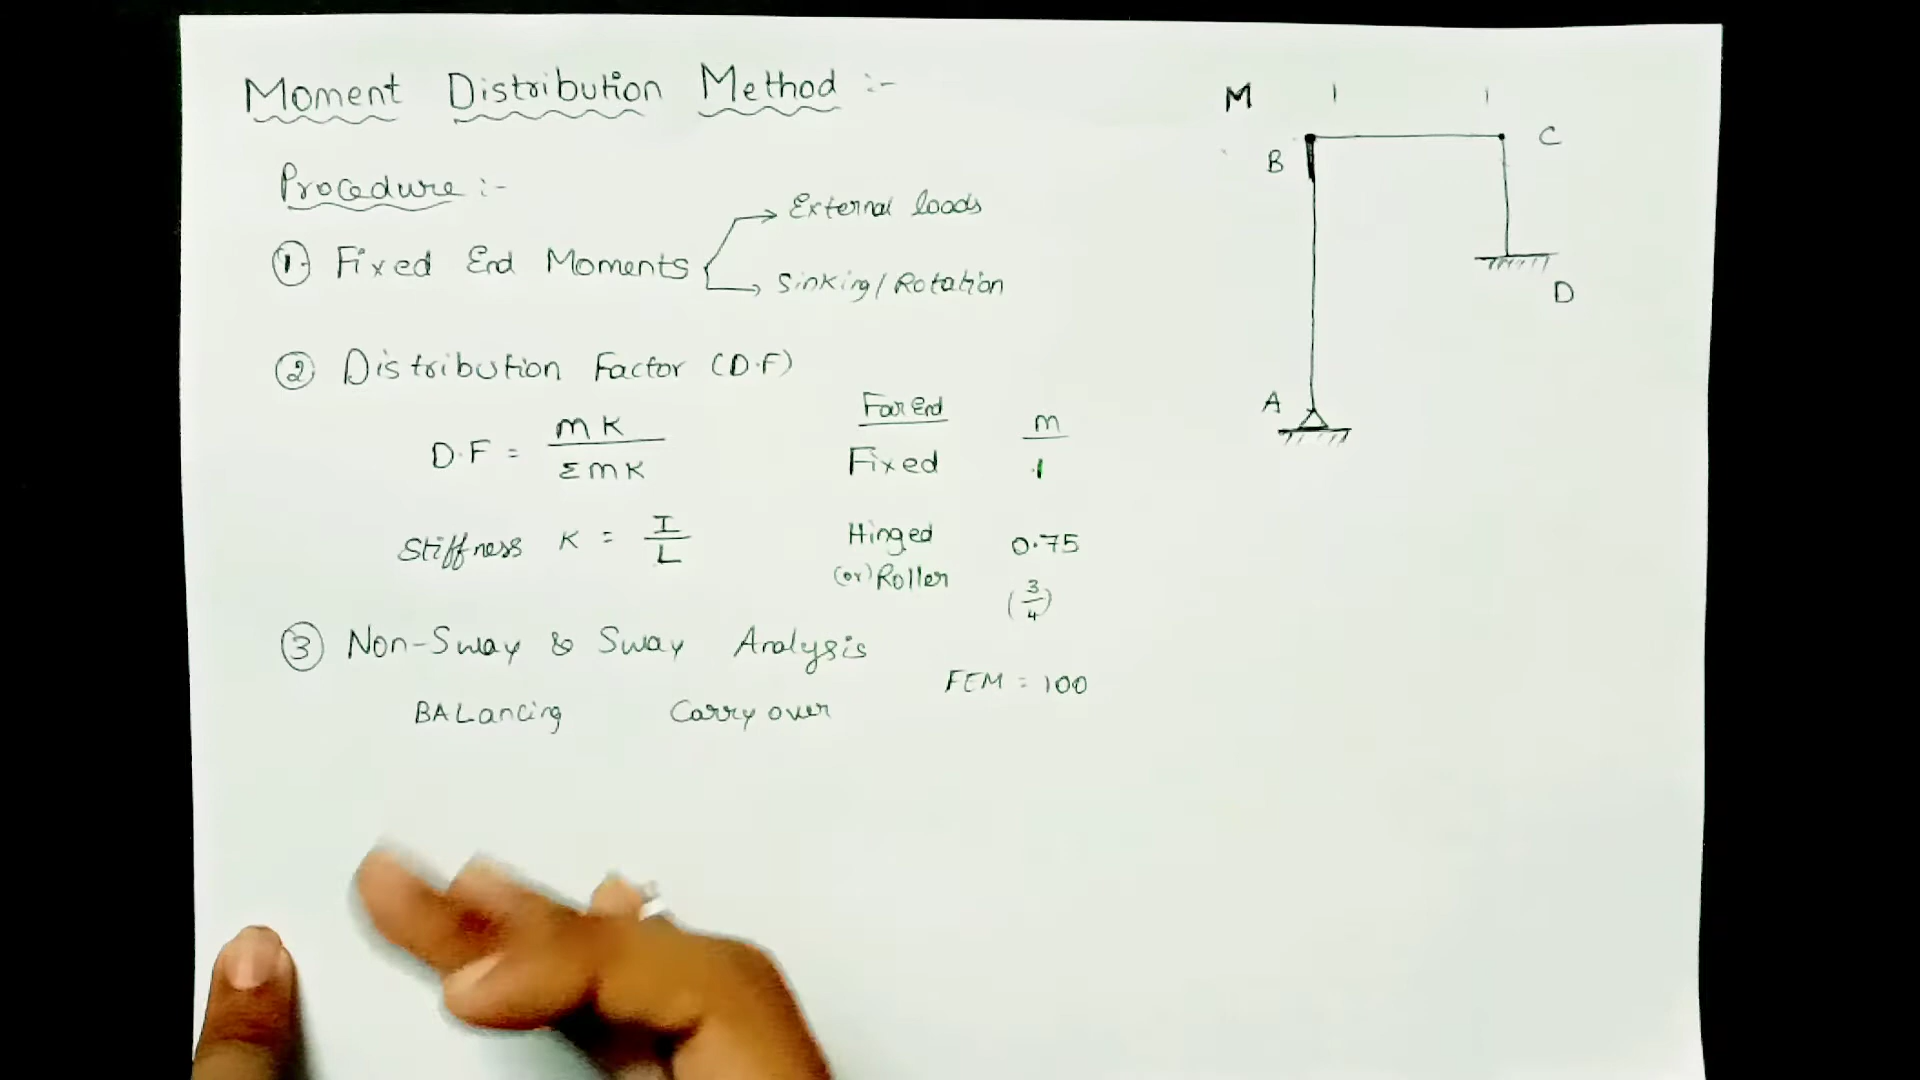 Moment Distribution Method :-
Procedure :-
① Fixed End Moments
External loads
Sinking/Rotation
② Distribution Factor (D.F)
D.F = MK / ΣMK
Far End m
Fixed 1
Stiffness K = I/L
Hinged 0.75
(or) Roller (3/4)
③ Non-Sway & Sway Analysis
FEM = 100
BALancing Carry over
M
B
C
D
A